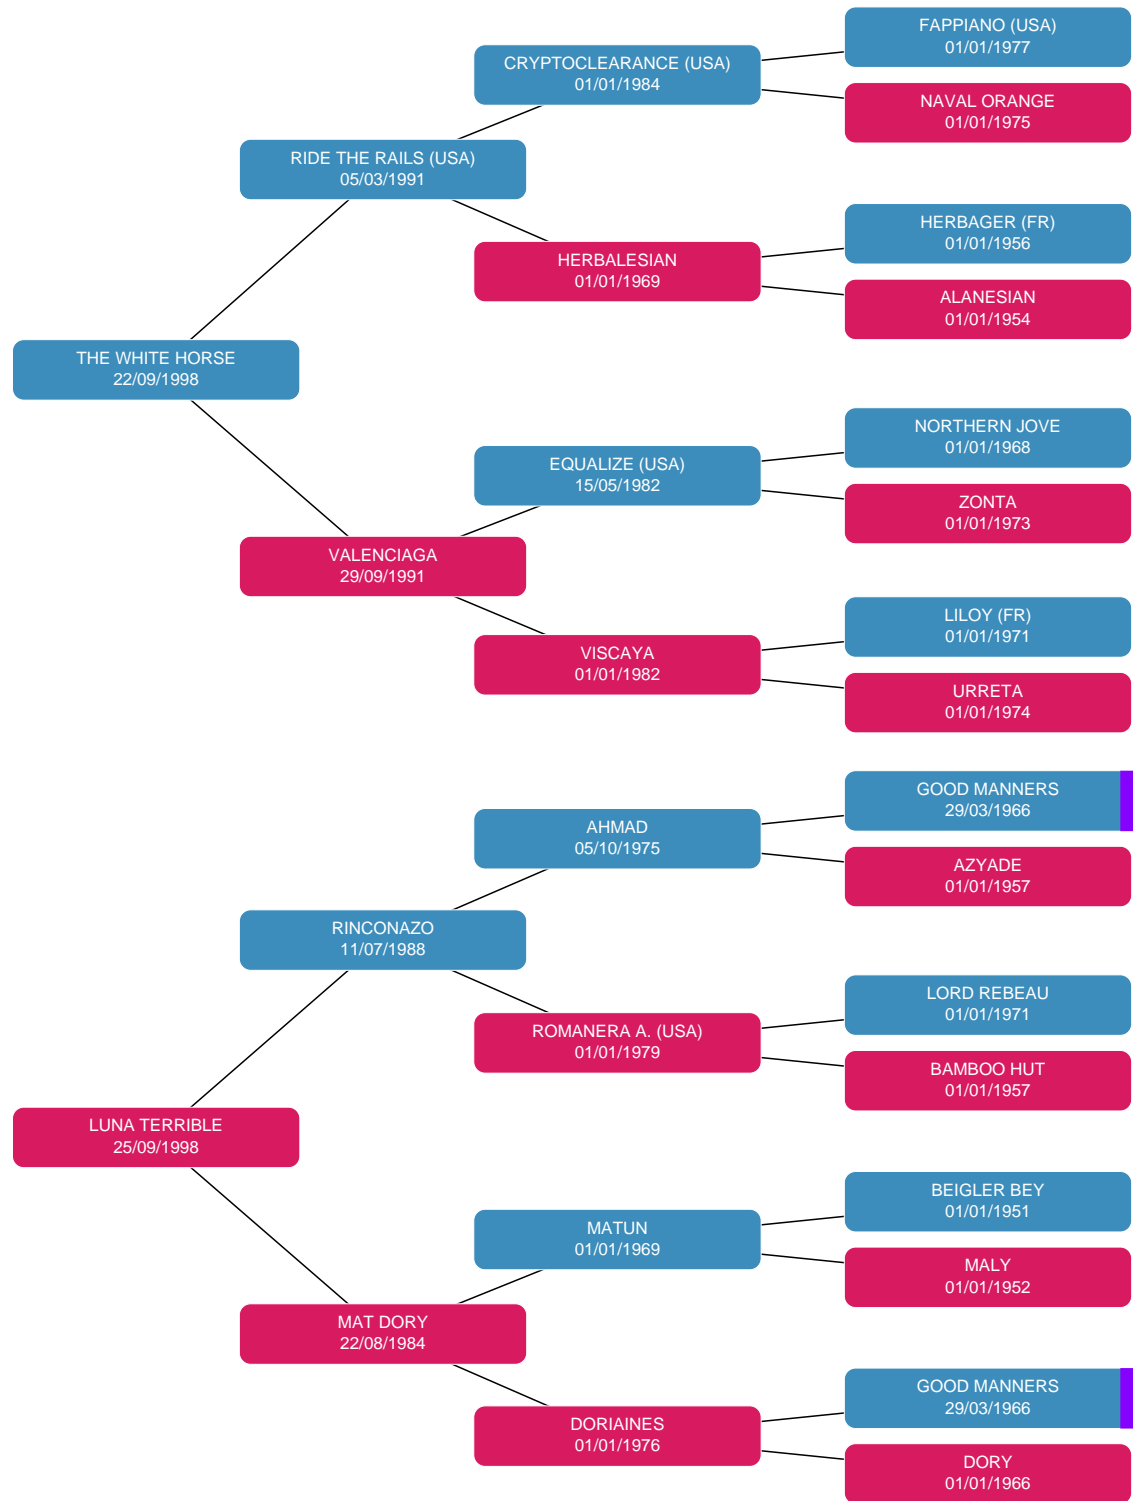 FAPPIANO (USA)
01/01/1977
CRYPTOCLEARANCE (USA)
01/01/1984
NAVAL ORANGE
01/01/1975
RIDE THE RAILS (USA)
05/03/1991
HERBAGER (FR)
01/01/1956
HERBALESIAN
01/01/1969
ALANESIAN
01/01/1954
THE WHITE HORSE
22/09/1998
NORTHERN JOVE
01/01/1968
EQUALIZE (USA)
15/05/1982
ZONTA
01/01/1973
VALENCIAGA
29/09/1991
LILOY (FR)
01/01/1971
VISCAYA
01/01/1982
URRETA
01/01/1974
GOOD MANNERS
29/03/1966
AHMAD
05/10/1975
AZYADE
01/01/1957
RINCONAZO
11/07/1988
LORD REBEAU
01/01/1971
ROMANERA A. (USA)
01/01/1979
BAMBOO HUT
01/01/1957
LUNA TERRIBLE
25/09/1998
BEIGLER BEY
01/01/1951
MATUN
01/01/1969
MALY
01/01/1952
MAT DORY
22/08/1984
GOOD MANNERS
29/03/1966
DORIAINES
01/01/1976
DORY
01/01/1966